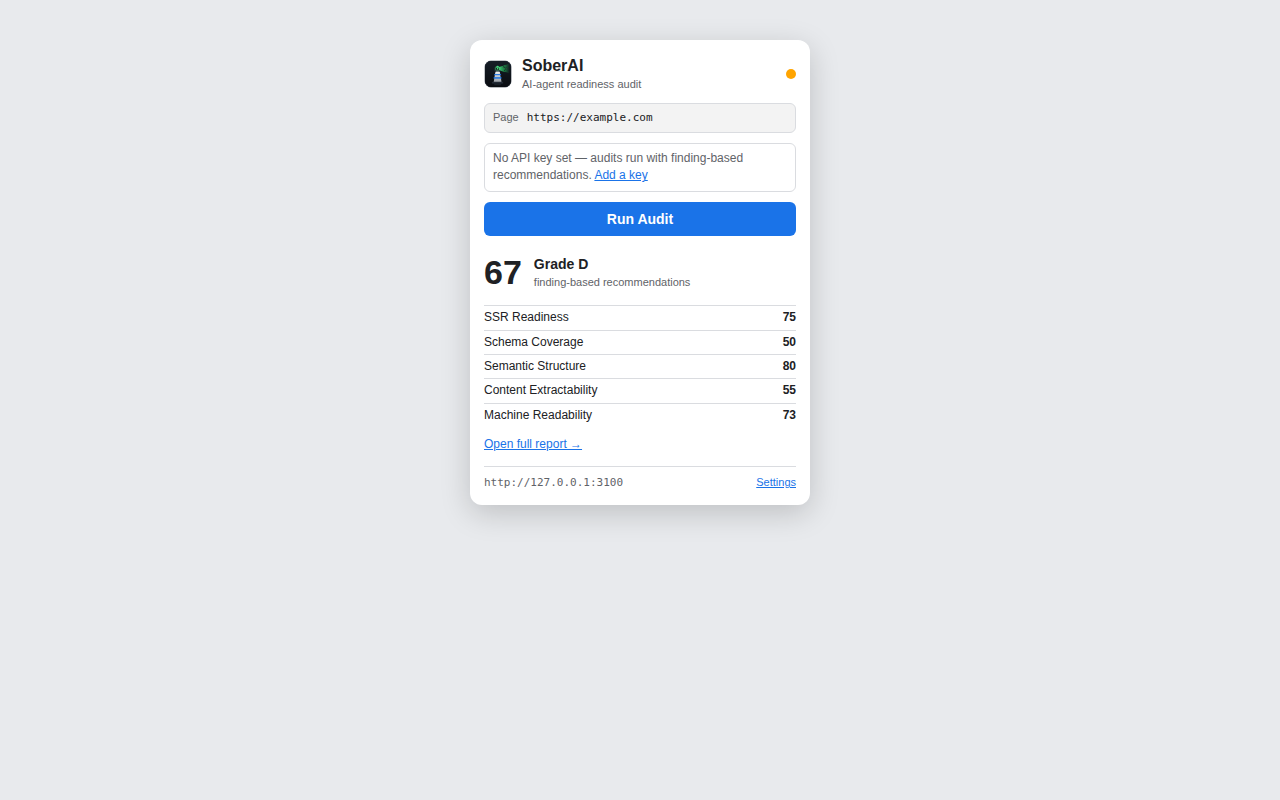 SoberAI
AI-agent readiness audit
Page https://example.com
No API key set — audits run with finding-based
recommendations. Add a key
Run Audit
67
Grade D
finding-based recommendations
SSR Readiness 75
Schema Coverage 50
Semantic Structure 80
Content Extractability 55
Machine Readability 73
Open full report →
http://127.0.0.1:3100 Settings